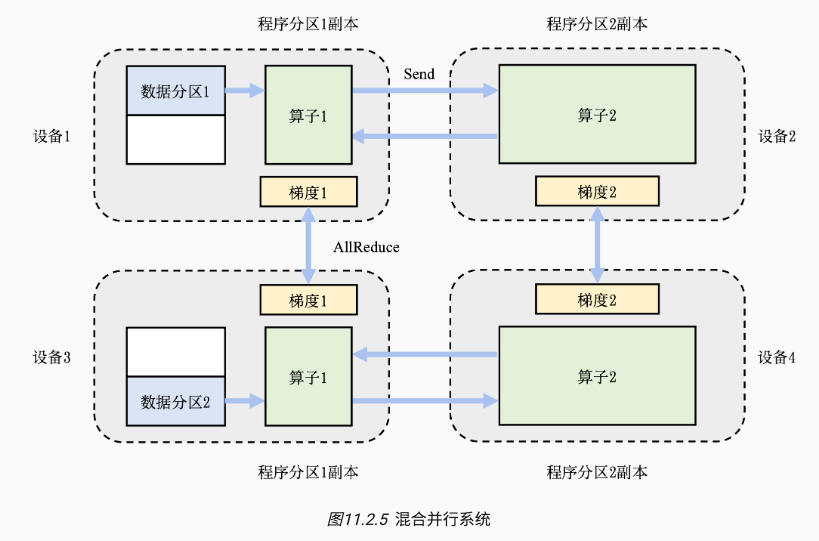 程序分区1副本
程序分区2副本
数据分区1
算子1
Send
算子2
设备1
设备2
梯度1
梯度2
AllReduce
梯度1
梯度2
设备3
算子1
算子2
设备4
数据分区2
程序分区1副本
程序分区2副本
图11.2.5 混合并行系统